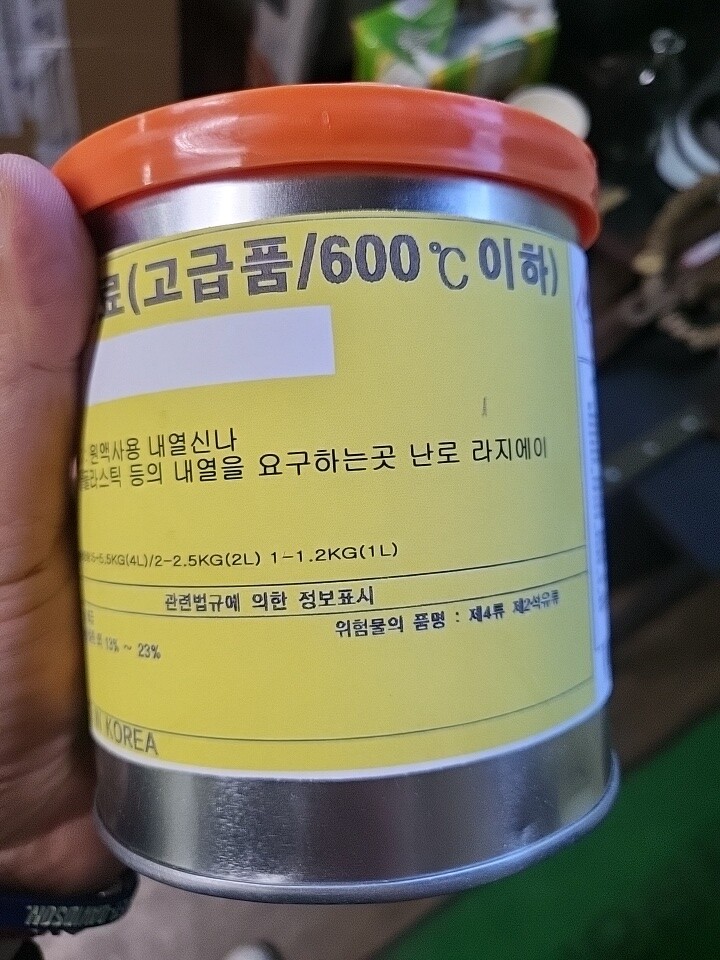 료(고급품/600℃ 이하)
원액사용 내열신나
플라스틱 등의 내열을 요구하는곳 난로 라지에이
5-5.5KG(4L)/2-2.5KG(2L) 1-1.2KG(1L)
관련법규에 의한 정보표시
위험물의 품명 : 제4류 제2석유류
13% ~ 23%
IN KOREA